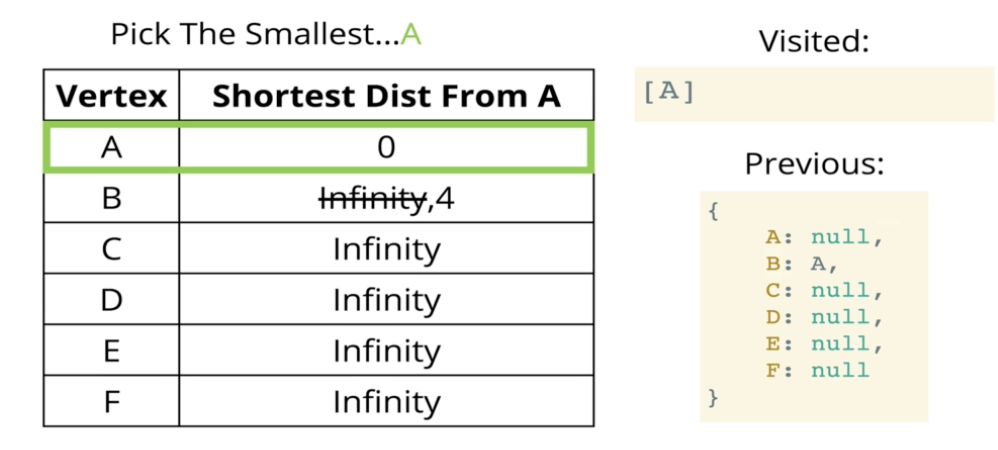 Pick The Smallest...A
Vertex Shortest Dist From A
A 0
B Infinity,4
C Infinity
D Infinity
E Infinity
F Infinity
Visited:
[A]
Previous:
{
A: null,
B: A,
C: null,
D: null,
E: null,
F: null
}